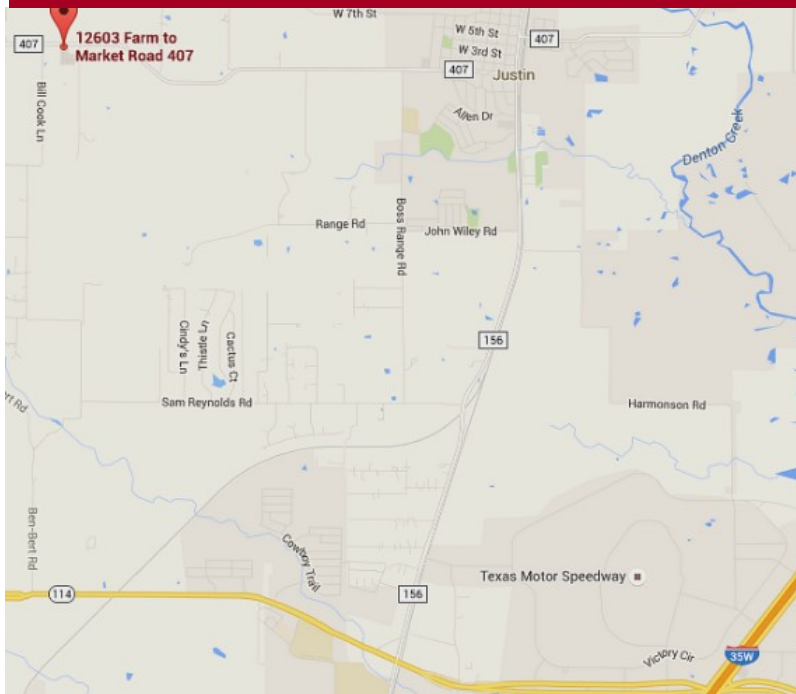 W 7th St
407
12603 Farm to
Market Road 407
W 5th St
407
W 3rd St
407
Justin
Bill Cook Ln
Allen Dr
Denton Creek
Range Rd
Boss Range Rd
John Wiley Rd
Cindy's Ln
Thistle Ln
Cactus Ct
156
Sam Reynolds Rd
Harmonson Rd
Ben-Bert Rd
Cowboy Trail
Texas Motor Speedway
114
156
Victory Cir
35W